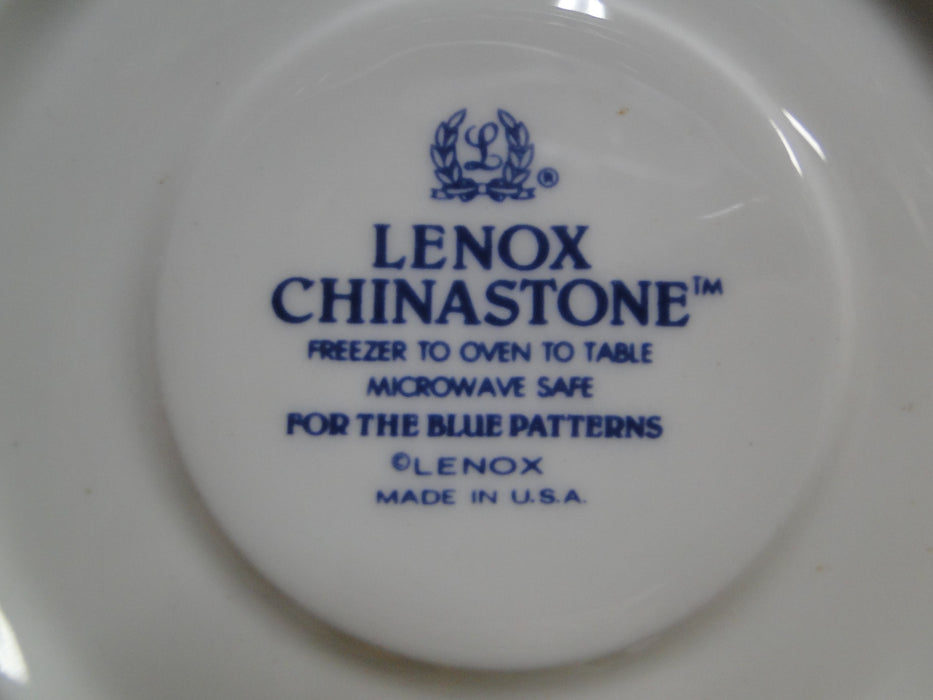 L®
LENOX
CHINASTONE™
FREEZER TO OVEN TO TABLE
MICROWAVE SAFE
FOR THE BLUE PATTERNS
©LENOX
MADE IN U.S.A.